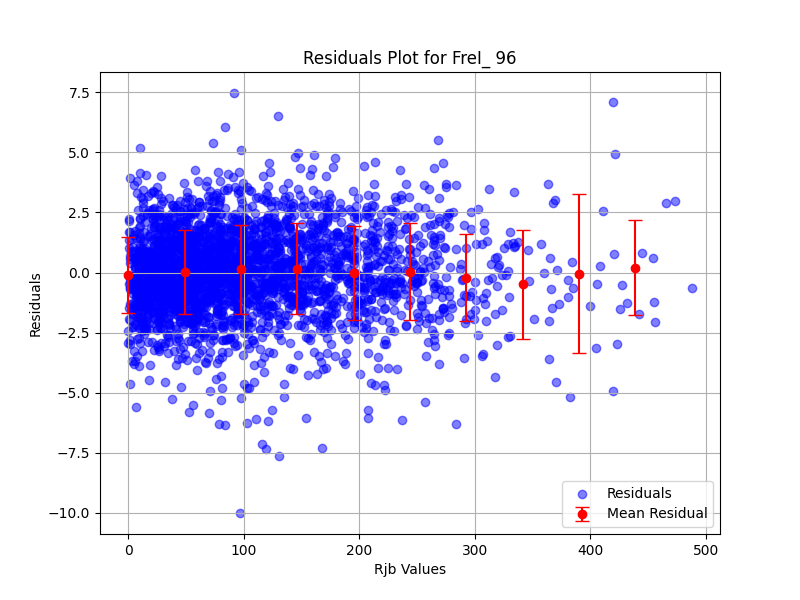 Residuals Plot for FreI_ 96
7.5
5.0
2.5
0.0
−2.5
−5.0
−7.5
−10.0
Residuals
0 100 200 300 400 500
Rjb Values
Residuals
Mean Residual